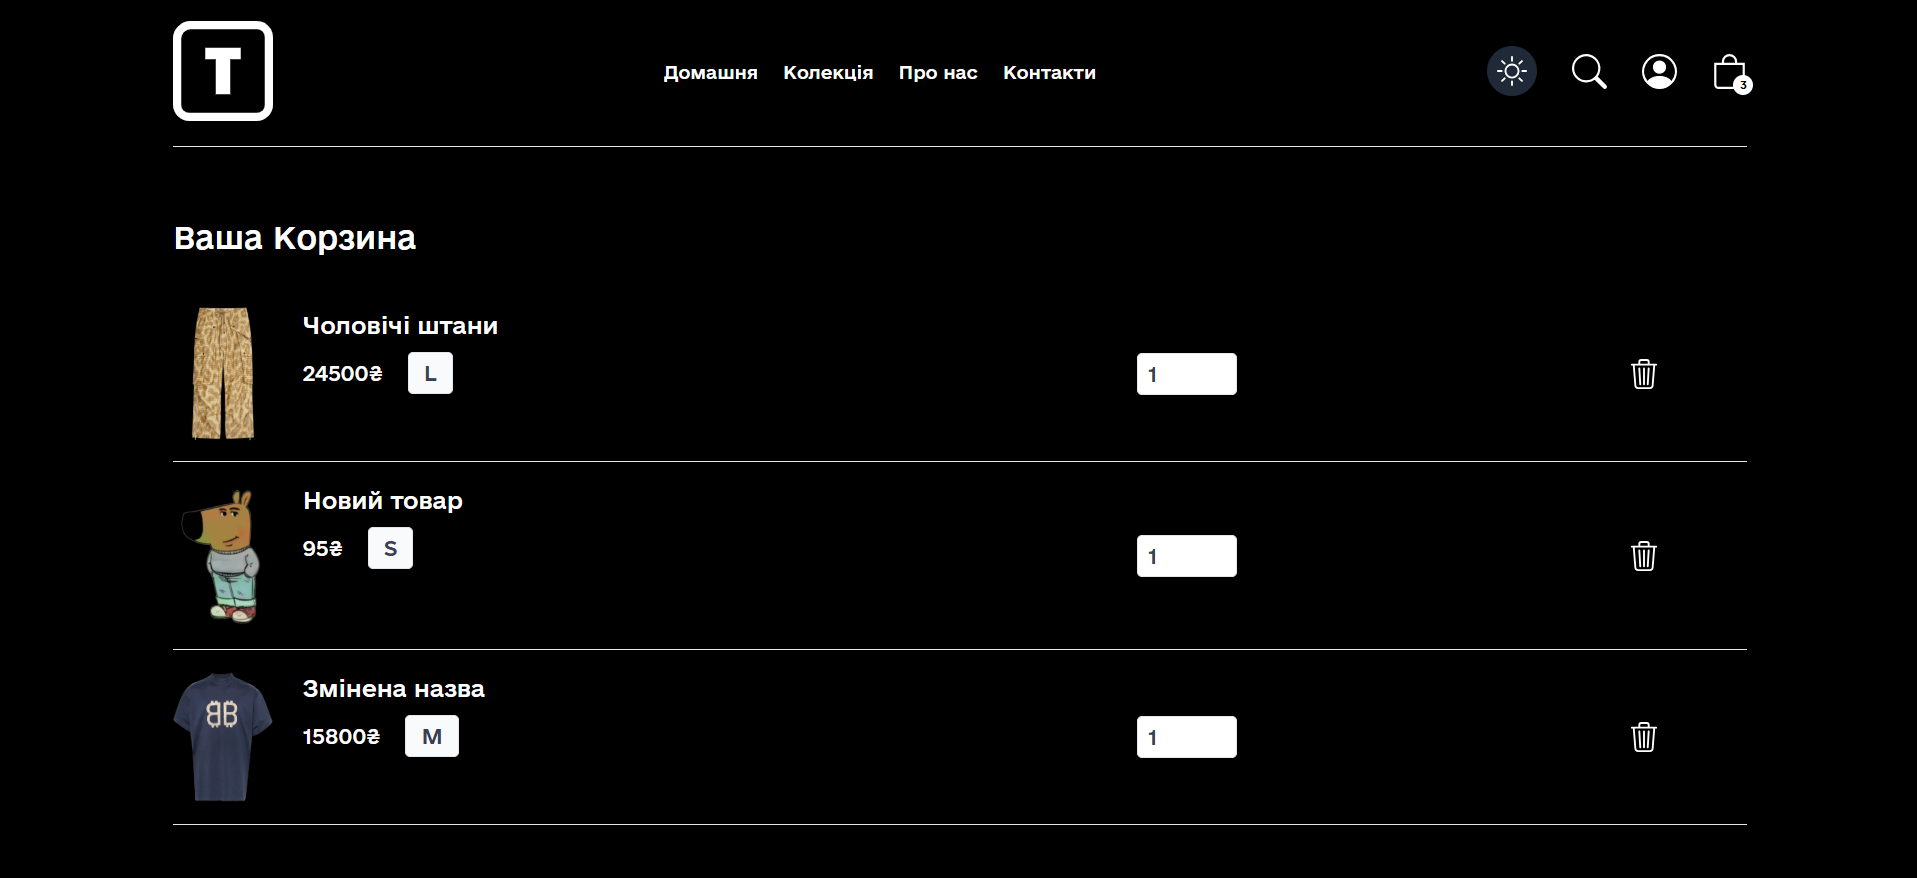 T
Домашня Колекція Про нас Контакти
3
Ваша Корзина
Чоловічі штани
24500₴ L
1
Новий товар
95₴ S
1
Змінена назва
BB
15800₴ M
1